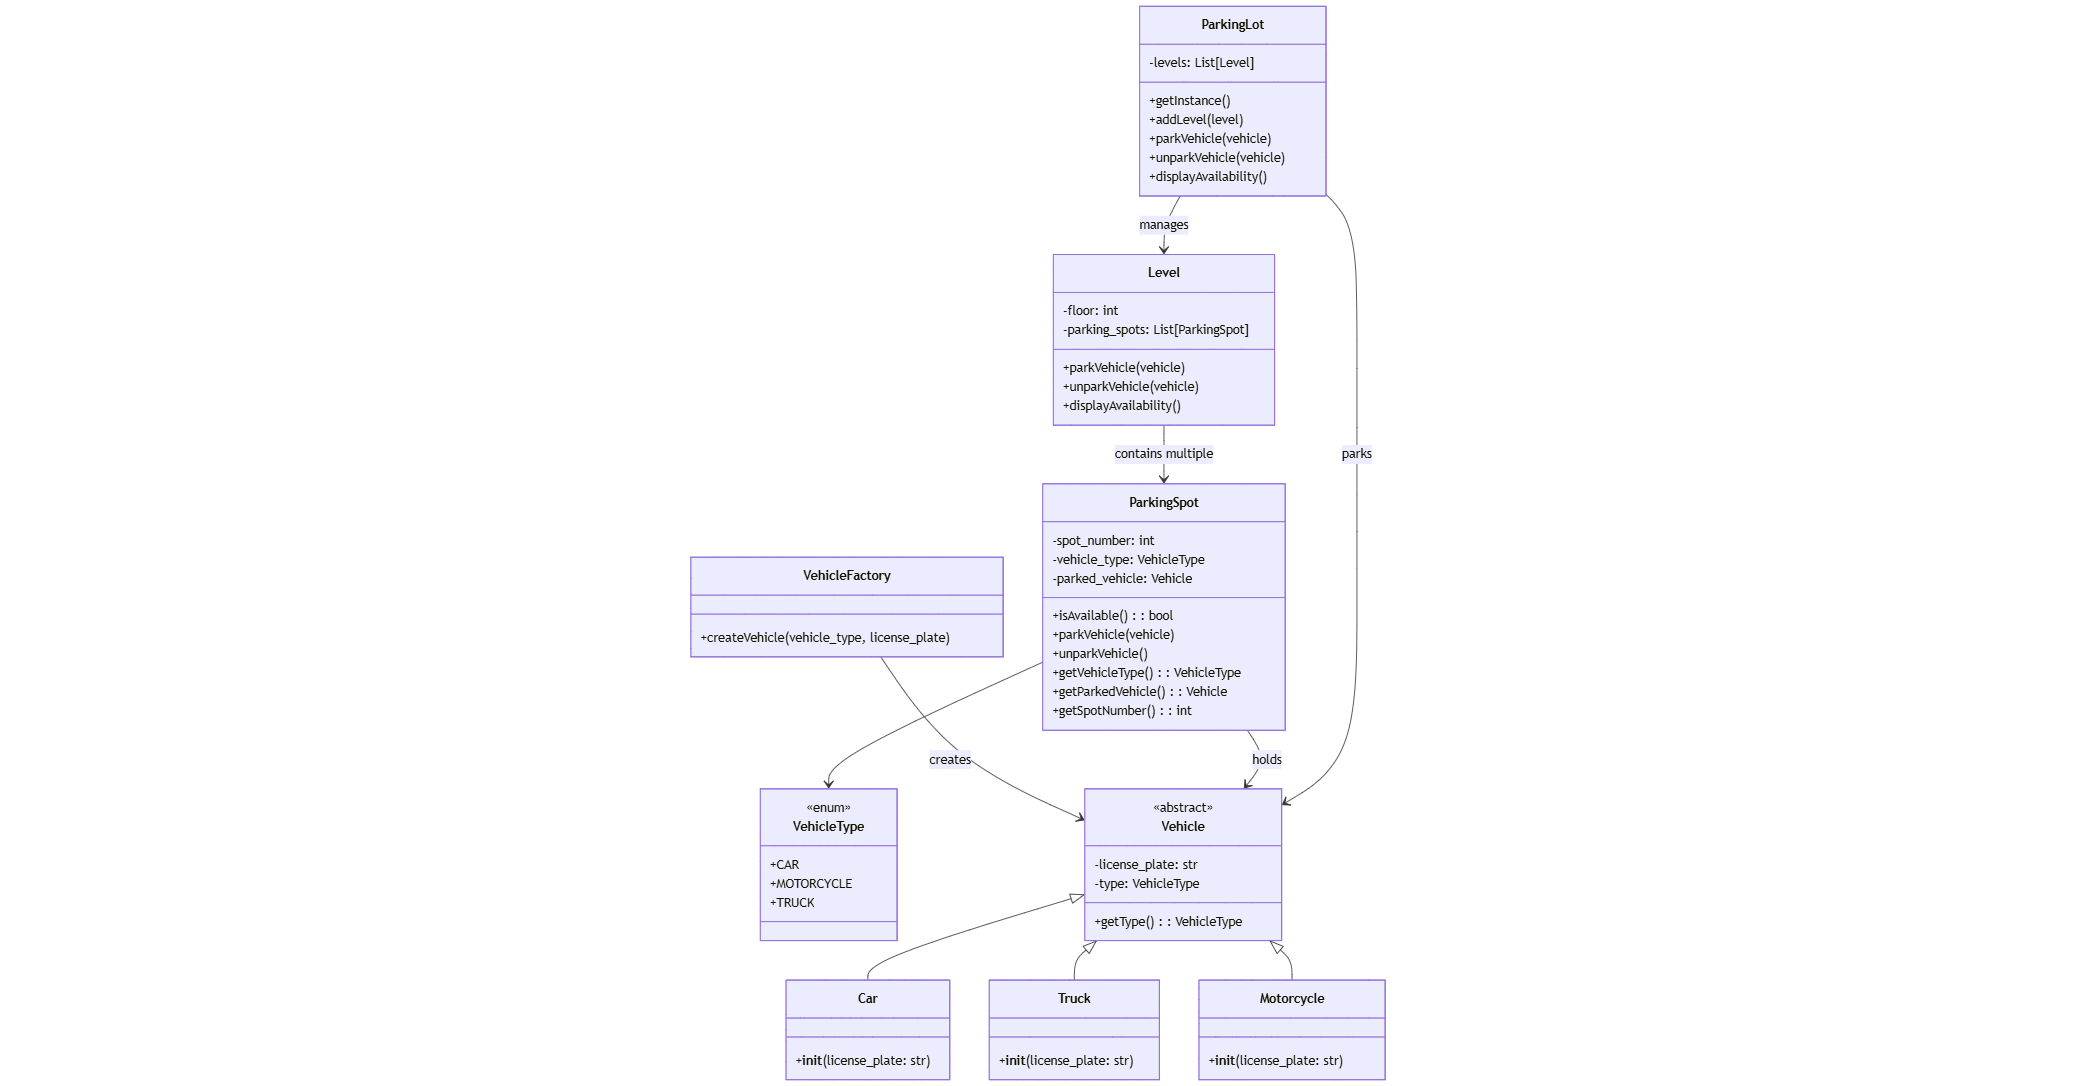 ParkingLot
-levels: List[Level]
+getInstance()
+addLevel(level)
+parkVehicle(vehicle)
+unparkVehicle(vehicle)
+displayAvailability()
manages
Level
-floor: int
-parking_spots: List[ParkingSpot]
+parkVehicle(vehicle)
+unparkVehicle(vehicle)
+displayAvailability()
contains multiple
parks
ParkingSpot
-spot_number: int
-vehicle_type: VehicleType
-parked_vehicle: Vehicle
+isAvailable() : : bool
+parkVehicle(vehicle)
+unparkVehicle()
+getVehicleType() : : VehicleType
+getParkedVehicle() : : Vehicle
+getSpotNumber() : : int
VehicleFactory
+createVehicle(vehicle_type, license_plate)
creates
holds
«enum»
VehicleType
+CAR
+MOTORCYCLE
+TRUCK
«abstract»
Vehicle
-license_plate: str
-type: VehicleType
+getType() : : VehicleType
Car
+init(license_plate: str)
Truck
+init(license_plate: str)
Motorcycle
+init(license_plate: str)